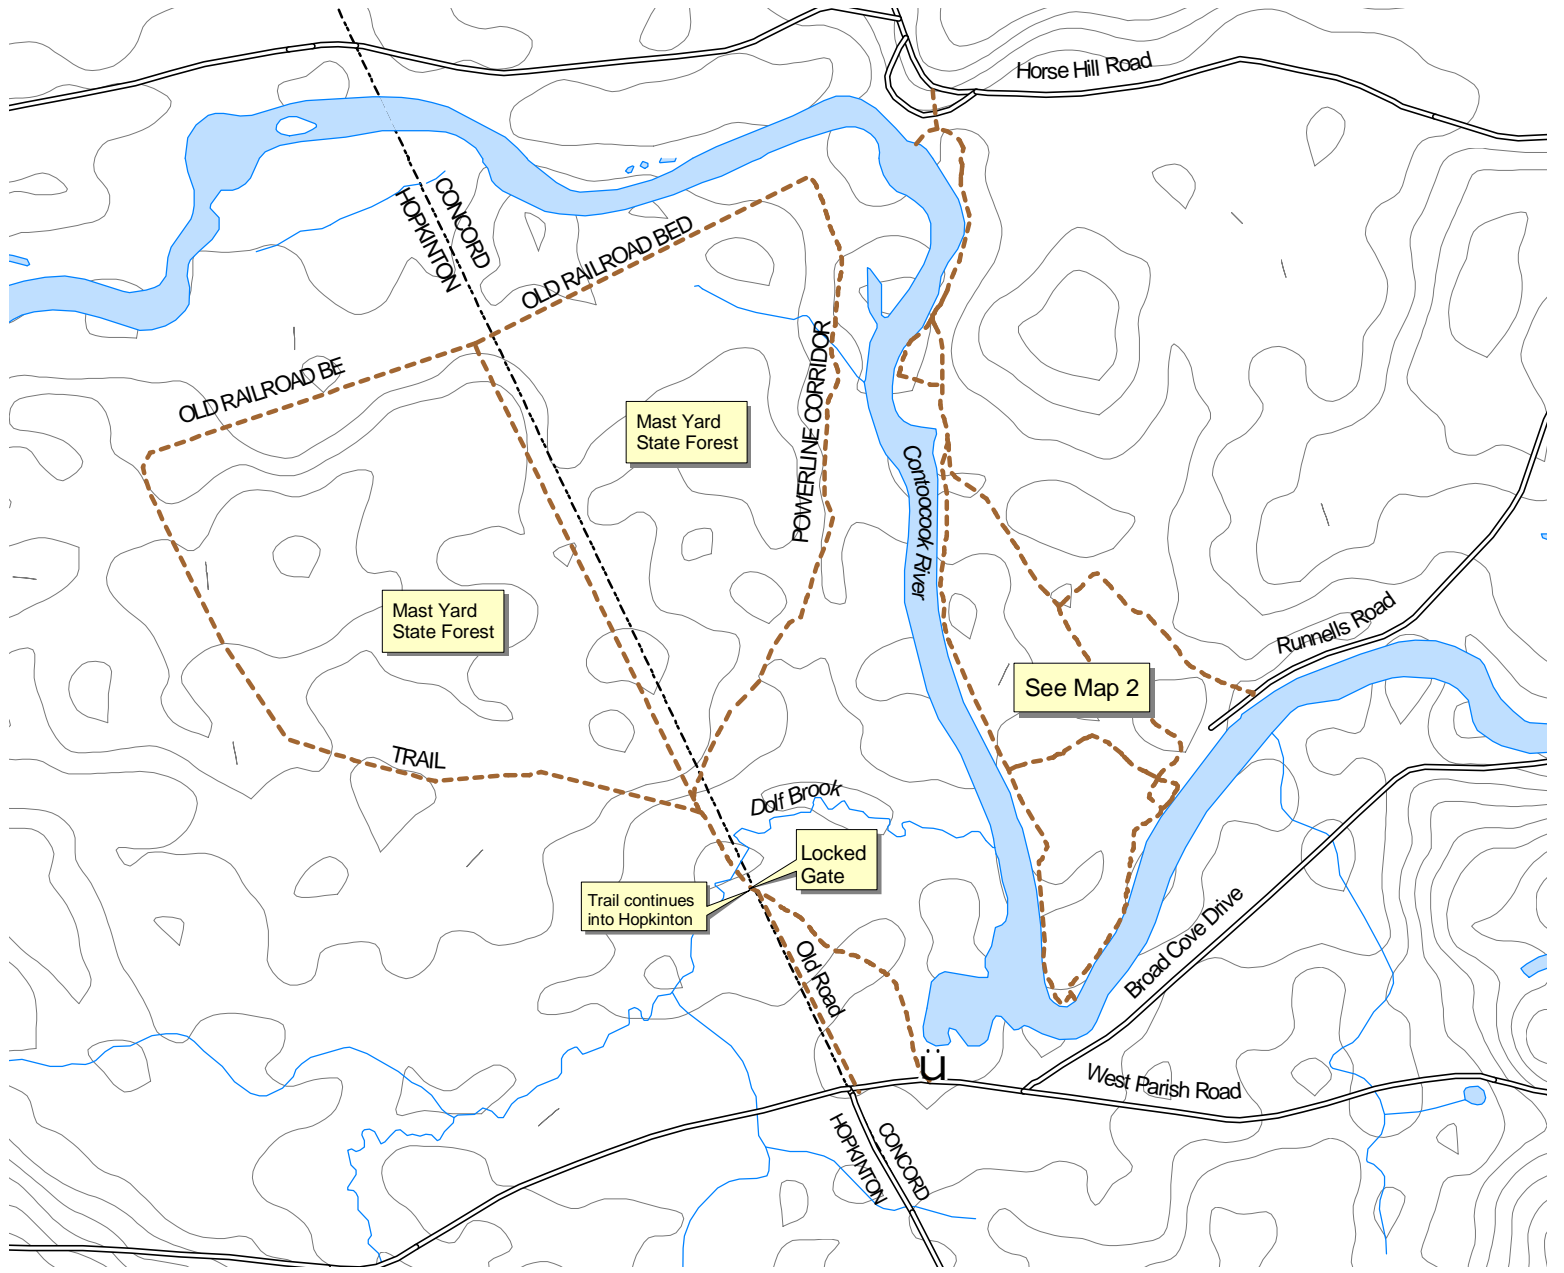 Horse Hill Road
CONCORD
HOPKINTON
OLD RAILROAD BED
OLD RAILROAD BE
POWERLINE CORRIDOR
Mast Yard
State Forest
Contoocook River
Mast Yard
State Forest
Runnells Road
See Map 2
TRAIL
Dolf Brook
Locked
Gate
Trail continues
into Hopkinton
Old Road
Broad Cove Drive
ü
West Parish Road
CONCORD
HOPKINTON